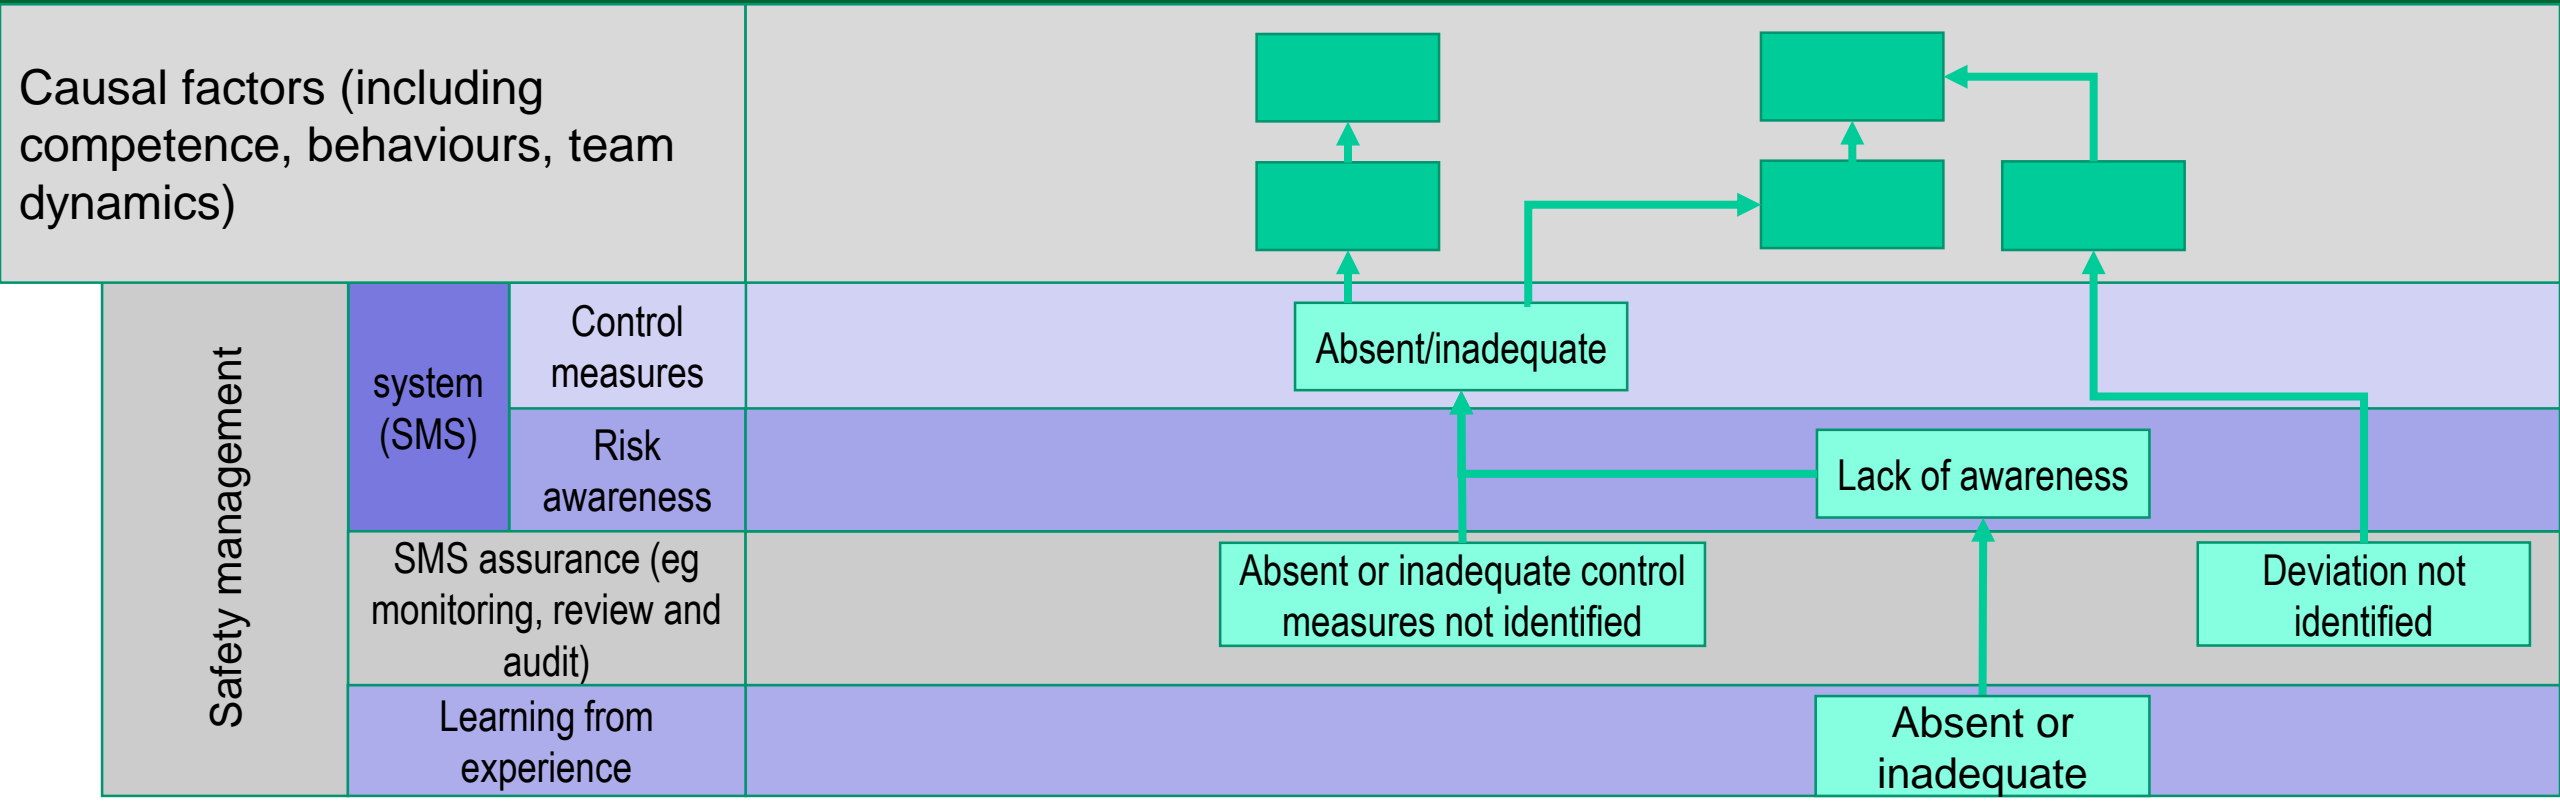 Causal factors (including
competence, behaviours, team
dynamics)
Safety management
system
(SMS)
Control
measures
Absent/inadequate
Risk
awareness
Lack of awareness
SMS assurance (eg
monitoring, review and
audit)
Absent or inadequate control
measures not identified
Deviation not
identified
Learning from
experience
Absent or
inadequate